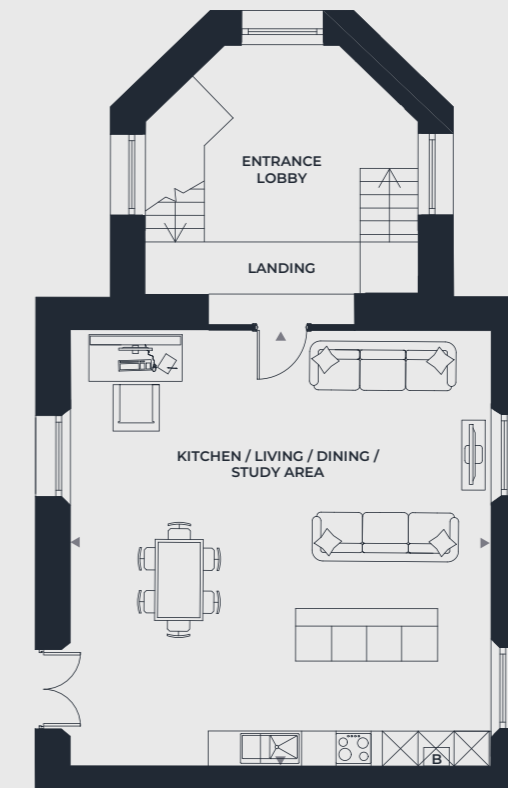 ENTRANCE
LOBBY
LANDING
KITCHEN / LIVING / DINING /
STUDY AREA
B